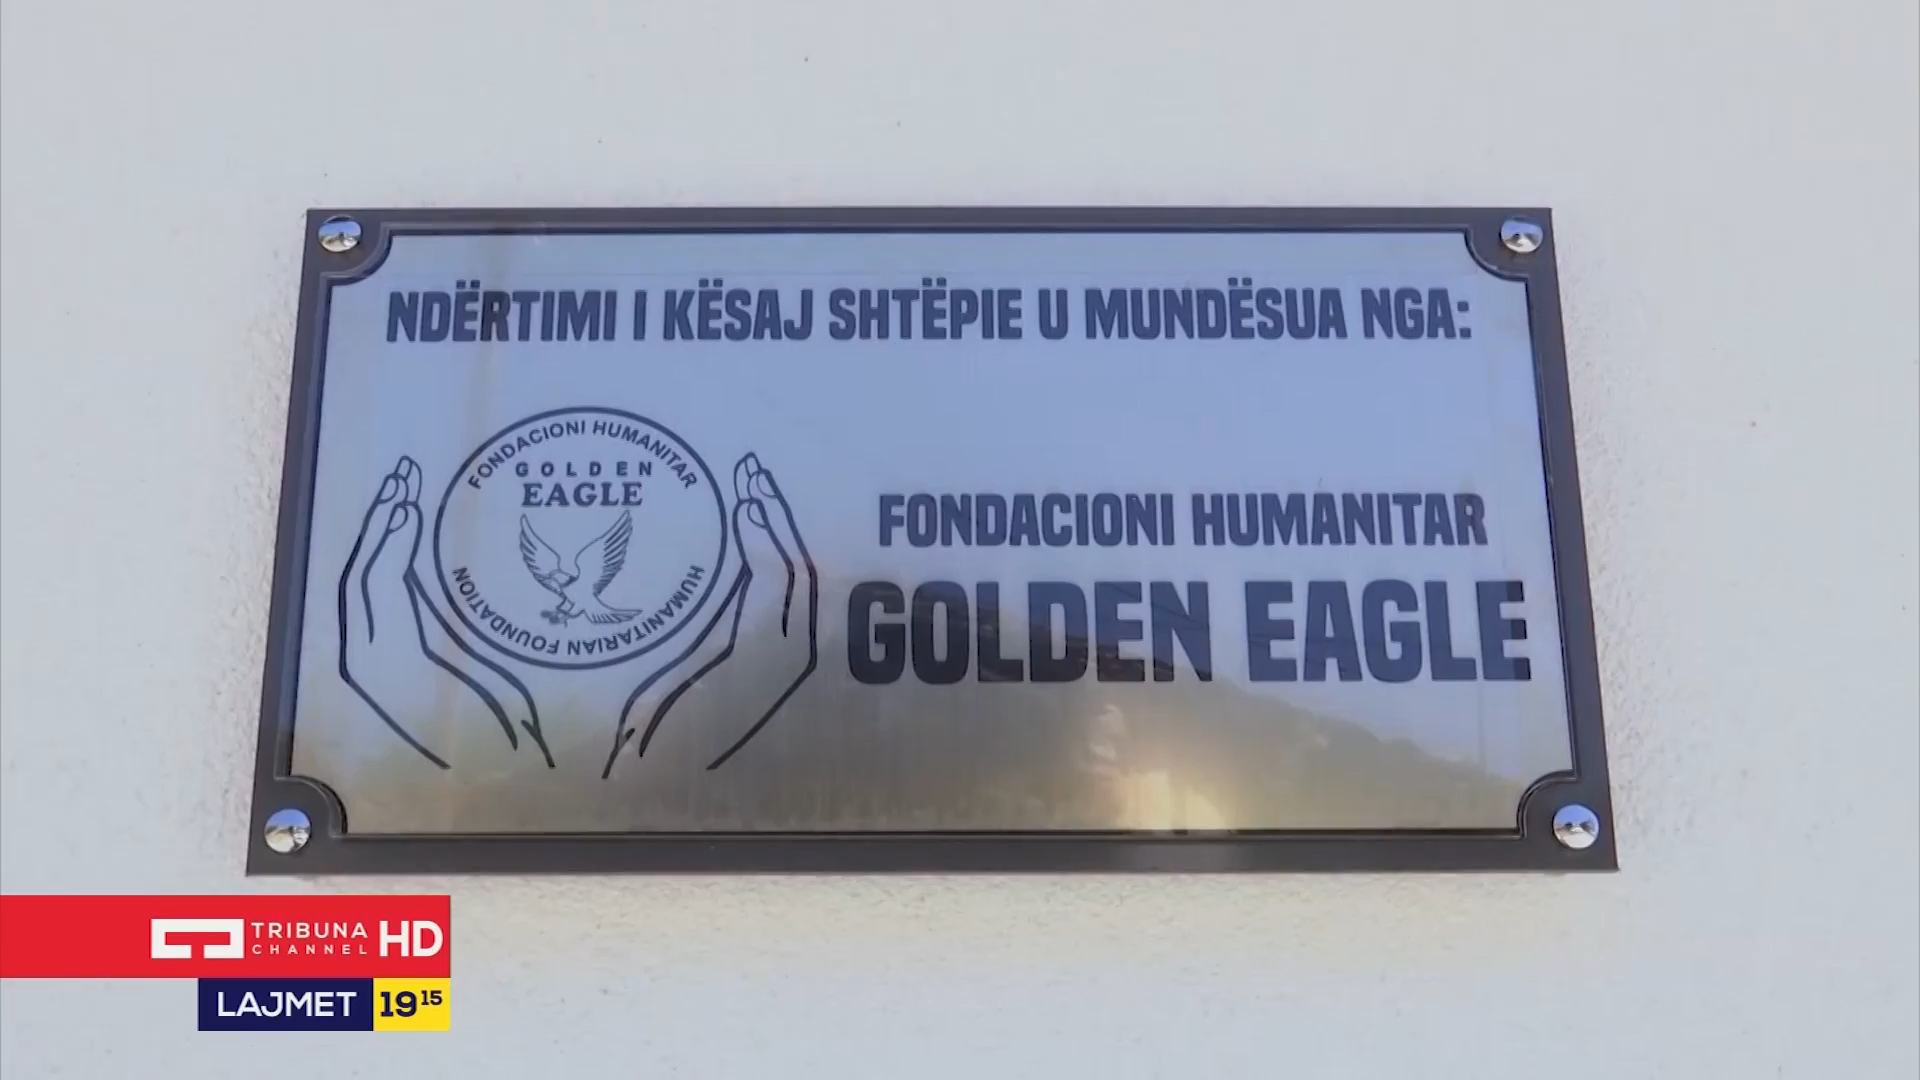 NDËRTIMI I KËSAJ SHTËPIE U MUNDËSUA NGA:
FONDACIONI HUMANITAR
GOLDEN
EAGLE
HUMANITARIAN FOUNDATION
FONDACIONI HUMANITAR
GOLDEN EAGLE
TRIBUNA
CHANNEL
HD
LAJMET 19 15